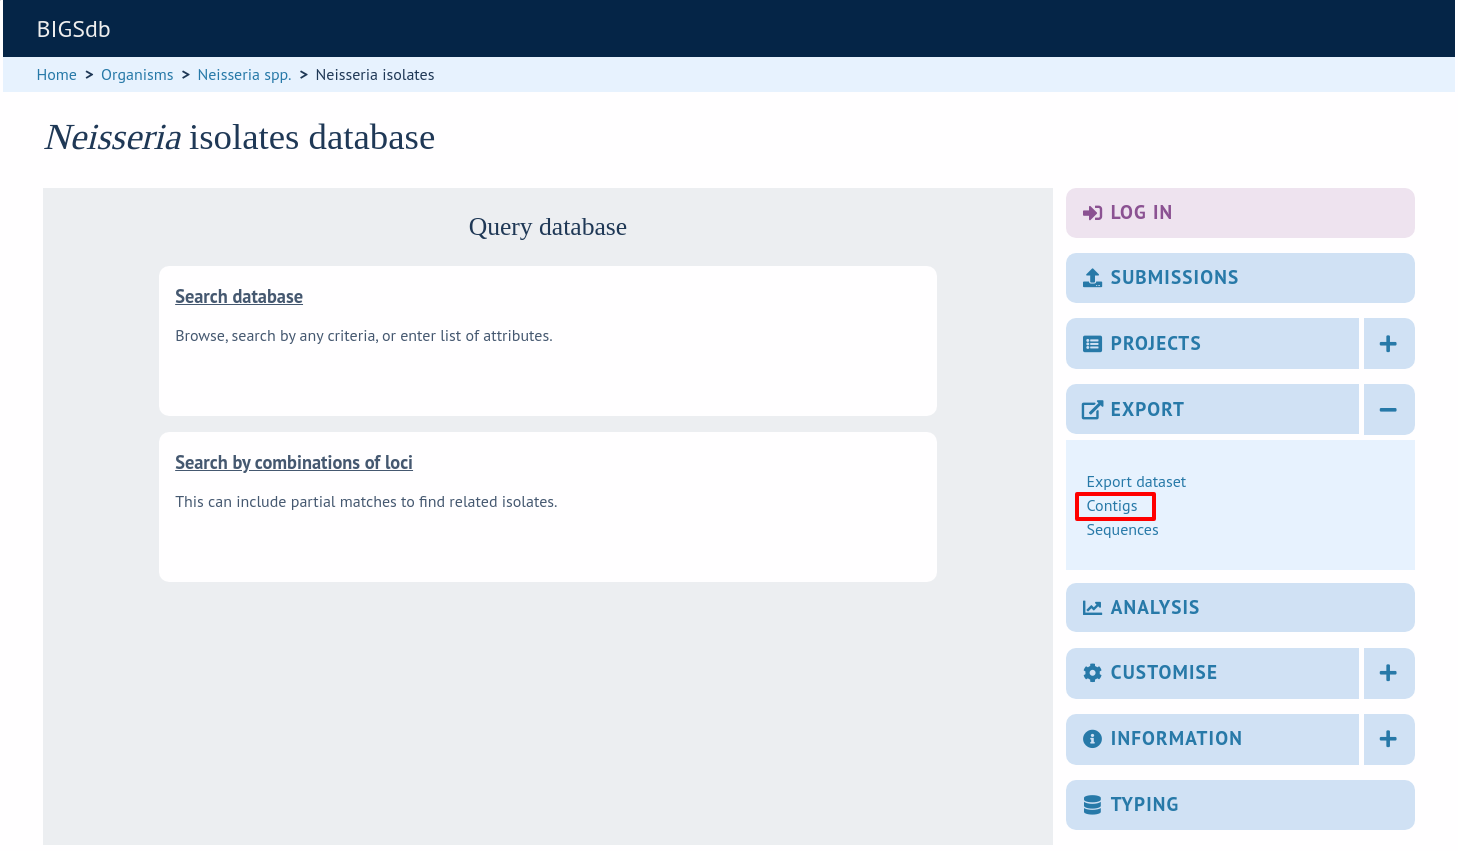 BIGSdb
Home > Organisms > Neisseria spp. > Neisseria isolates
Neisseria isolates database
Query database
Search database
Browse, search by any criteria, or enter list of attributes.
Search by combinations of loci
This can include partial matches to find related isolates.
LOG IN
SUBMISSIONS
PROJECTS
EXPORT
Export dataset
Contigs
Sequences
ANALYSIS
CUSTOMISE
INFORMATION
TYPING